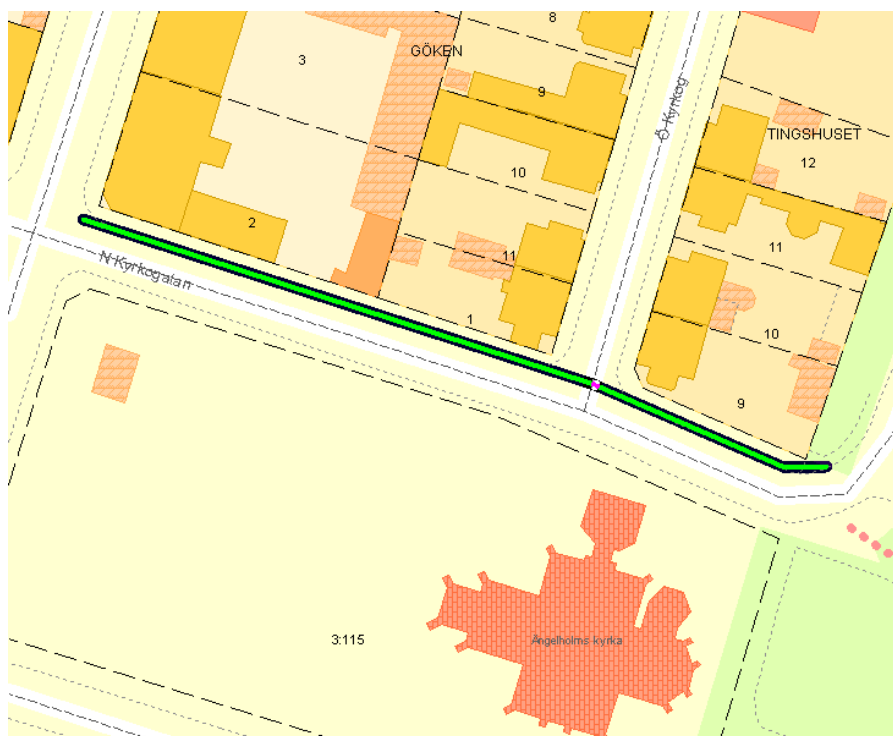 8
3
GÖKEN
9
Ö Kyrkog
TINGSHUSET
12
10
2
11
11
N Kyrkogatan
1
10
9
3:115
Ängelholms kyrka